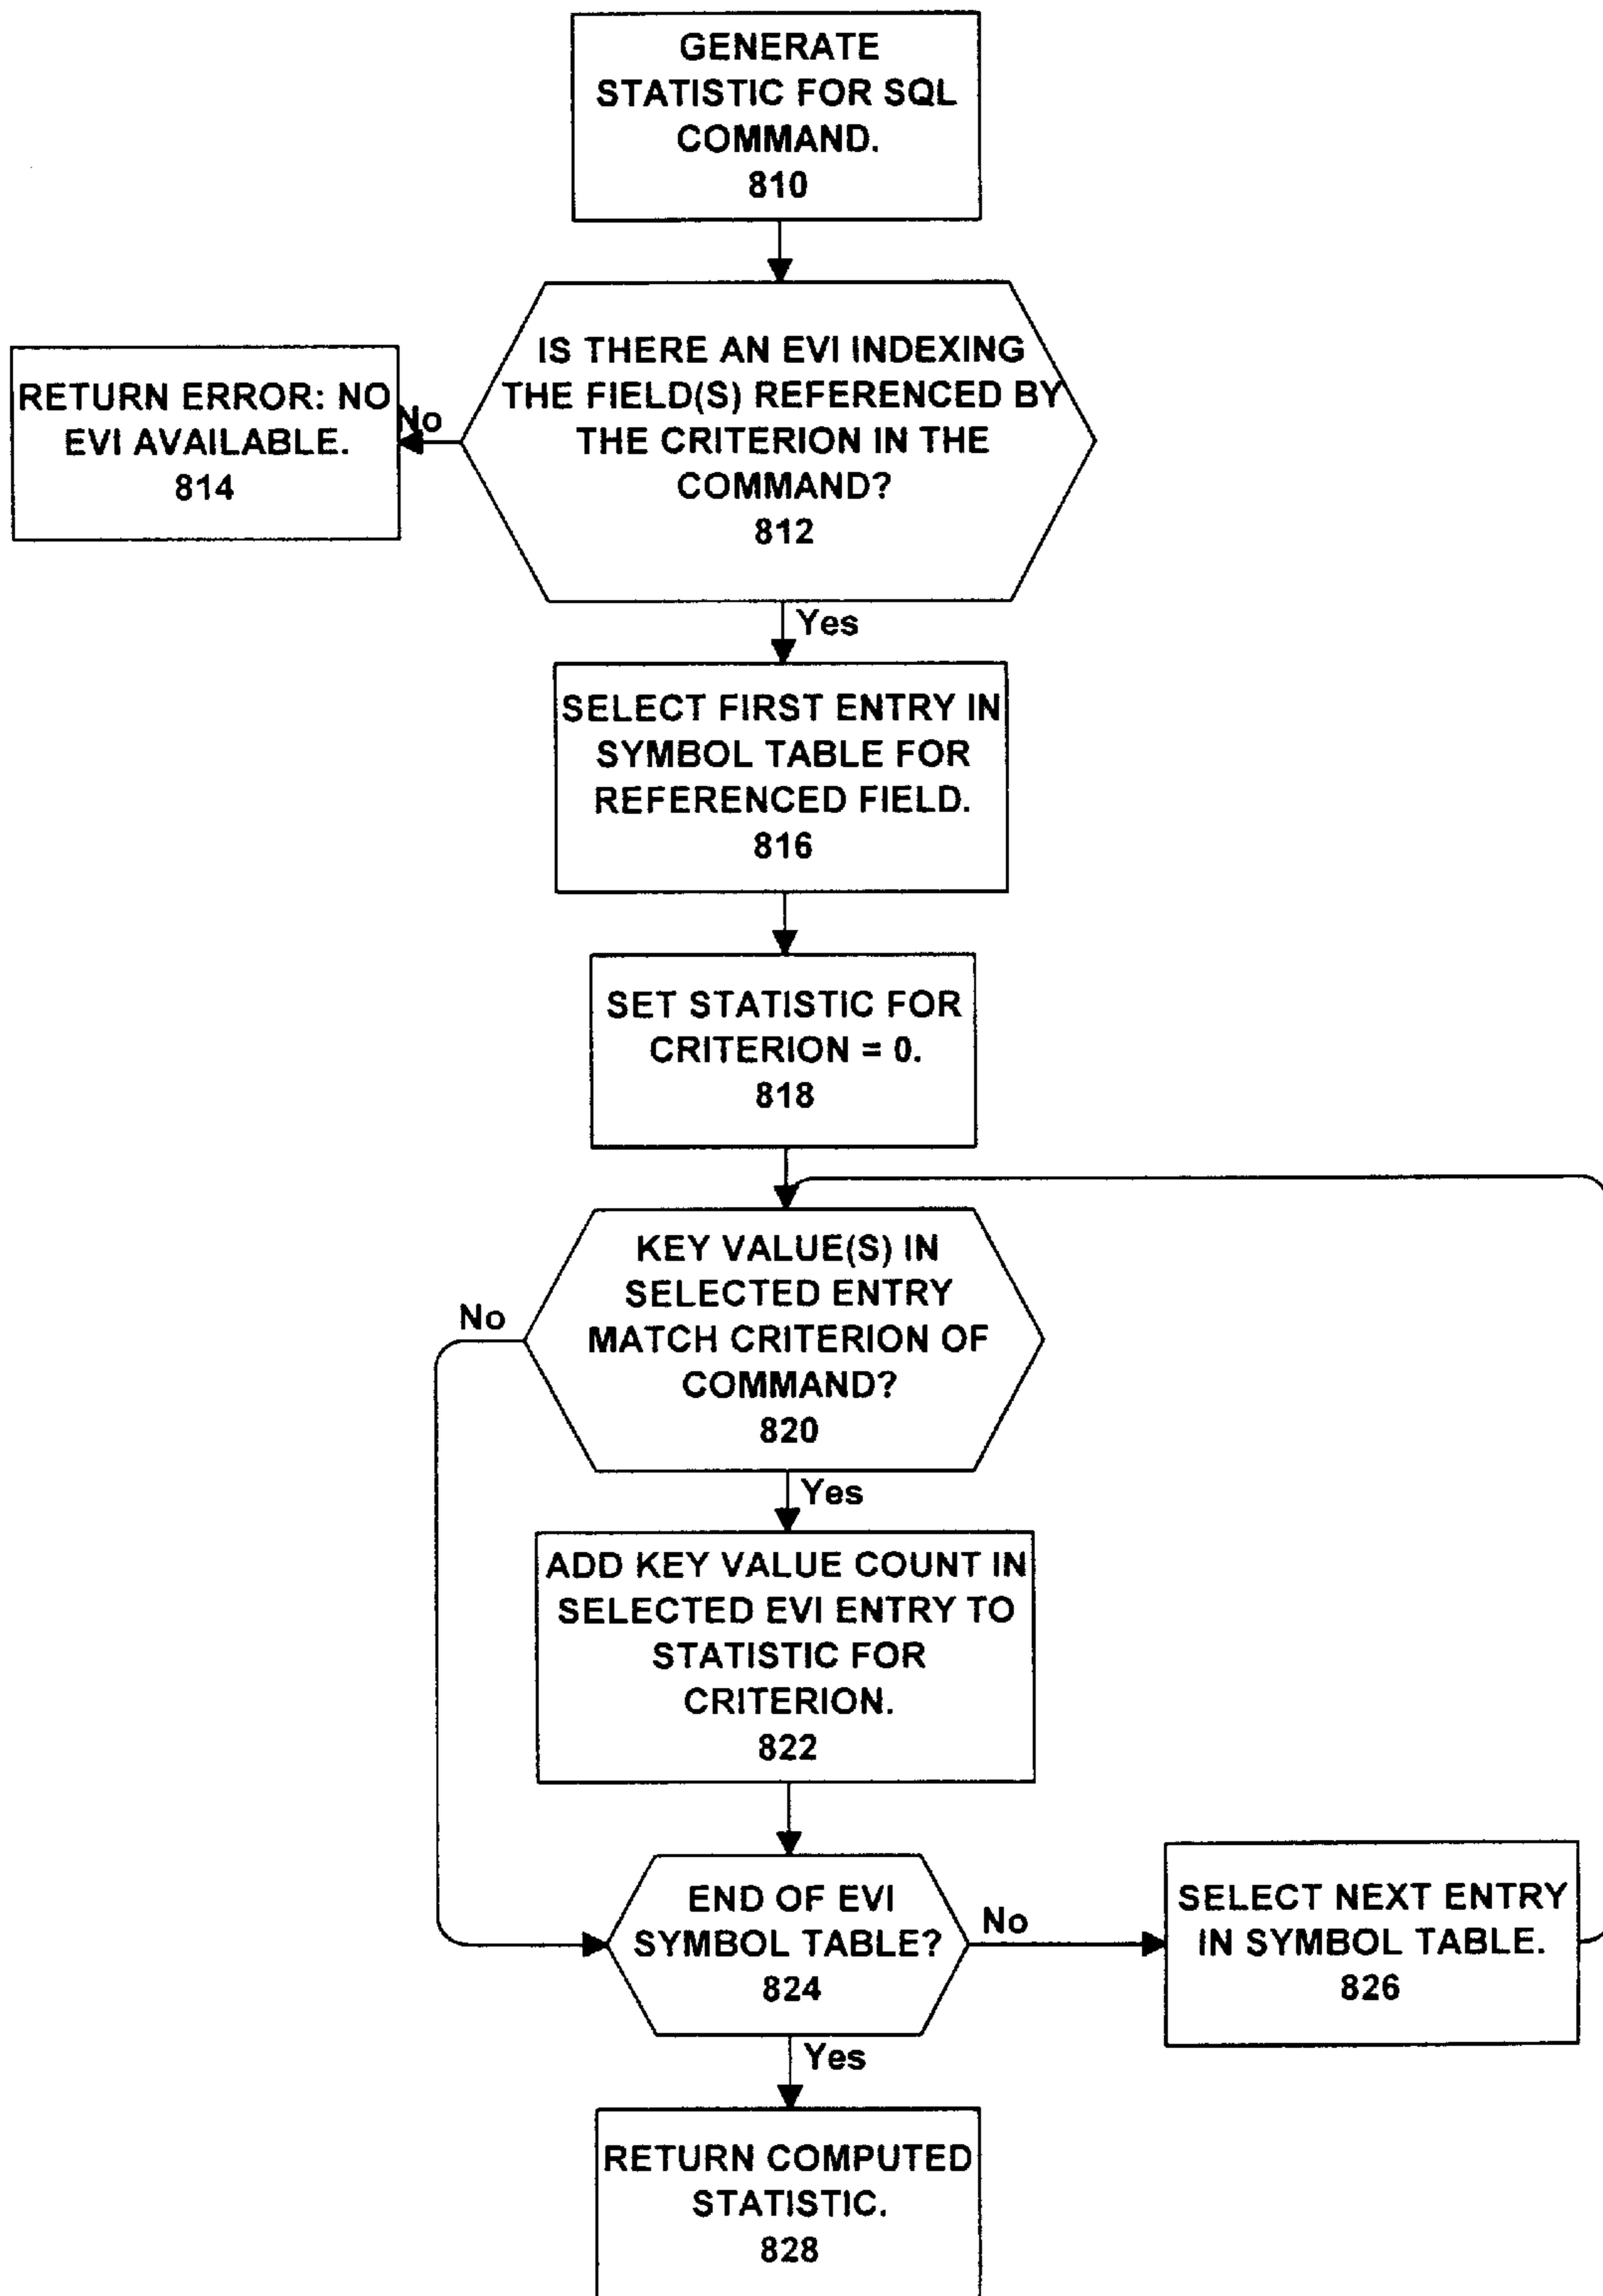 GENERATE
STATISTIC FOR SQL
COMMAND.
810
IS THERE AN EVI INDEXING
THE FIELD(S) REFERENCED BY
THE CRITERION IN THE
COMMAND?
812
No
RETURN ERROR: NO
EVI AVAILABLE.
814
Yes
SELECT FIRST ENTRY IN
SYMBOL TABLE FOR
REFERENCED FIELD.
816
SET STATISTIC FOR
CRITERION = 0.
818
KEY VALUE(S) IN
SELECTED ENTRY
MATCH CRITERION OF
COMMAND?
820
No
Yes
ADD KEY VALUE COUNT IN
SELECTED EVI ENTRY TO
STATISTIC FOR
CRITERION.
822
END OF EVI
SYMBOL TABLE?
824
No
SELECT NEXT ENTRY
IN SYMBOL TABLE.
826
Yes
RETURN COMPUTED
STATISTIC.
828